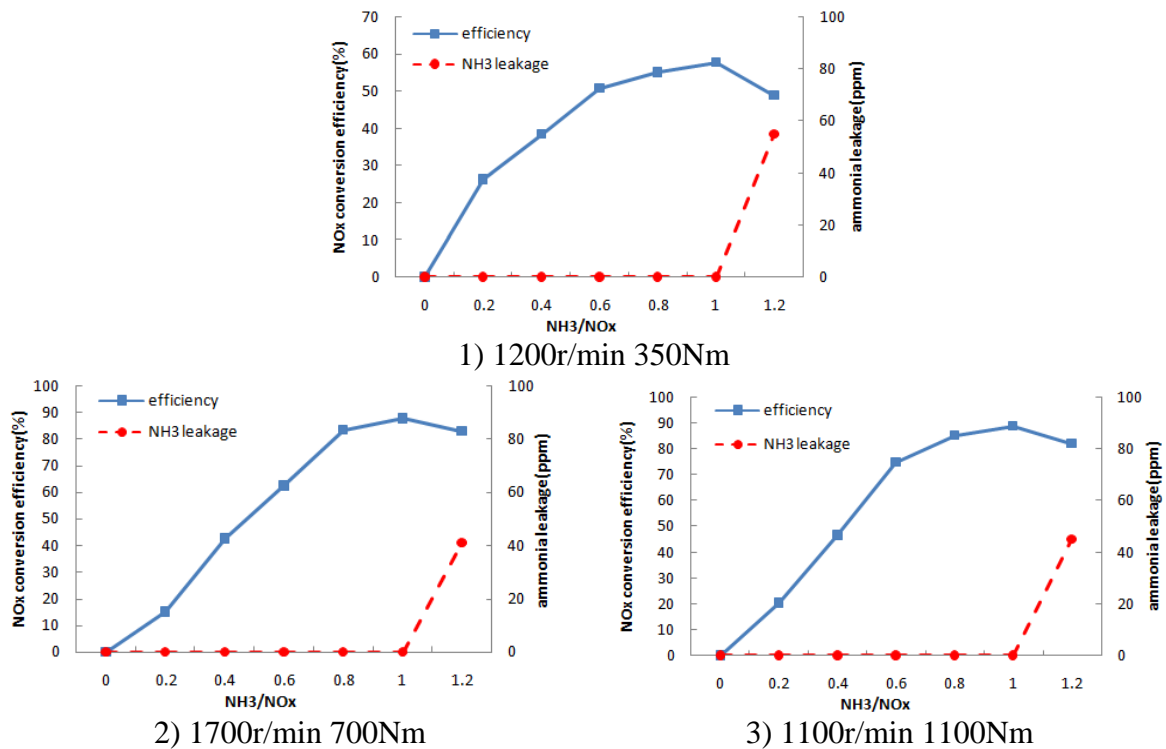 efficiency
NH3 leakage
NOx conversion efficiency(%)
ammonia leakage(ppm)
70
60
50
40
30
20
10
0
100
80
60
40
20
0
0 0.2 0.4 0.6 0.8 1 1.2
NH3/NOx
1) 1200r/min 350Nm
efficiency
NH3 leakage
NOx conversion efficiency(%)
ammonia leakage(ppm)
100
90
80
70
60
50
40
30
20
10
0
100
80
60
40
20
0
0 0.2 0.4 0.6 0.8 1 1.2
NH3/NOx
2) 1700r/min 700Nm
efficiency
NH3 leakage
NOx conversion efficiency(%)
ammonia leakage(ppm)
100
90
80
70
60
50
40
30
20
10
0
100
80
60
40
20
0
0 0.2 0.4 0.6 0.8 1 1.2
NH3/NOx
3) 1100r/min 1100Nm